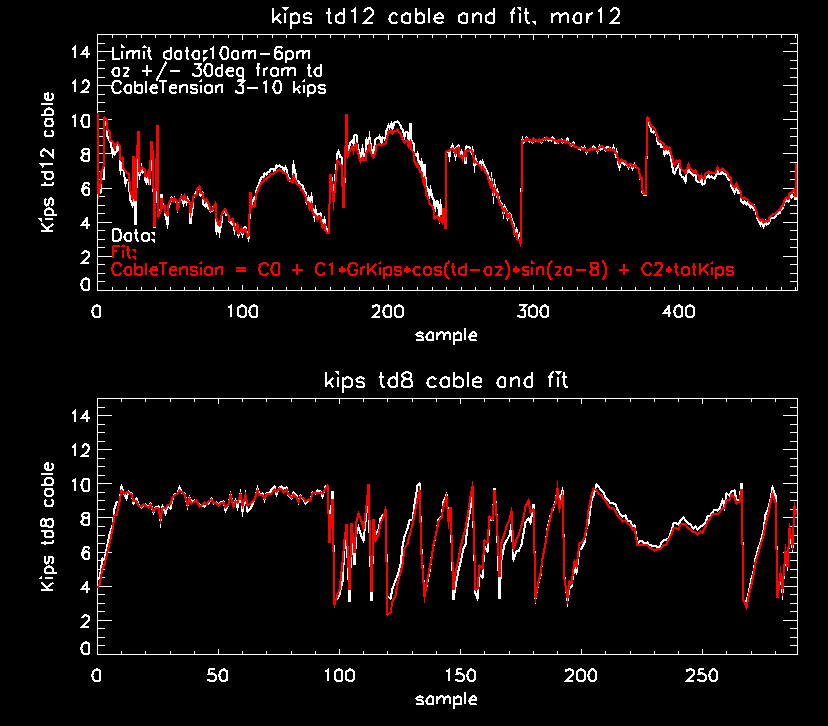 kips td12 cable and fit, mar12
Limit data:10am-6pm
az +/- 30deg from td
CableTension 3-10 kips
Data:
Fit:
CableTension = C0 + C1*GrKips*cos(td-az)*sin(za-8) + C2*totKips
Kips td12 cable
14
12
10
8
6
4
2
0
0 100 200 300 400
sample
kips td8 cable and fit
Kips td8 cable
14
12
10
8
6
4
2
0
0 50 100 150 200 250
sample